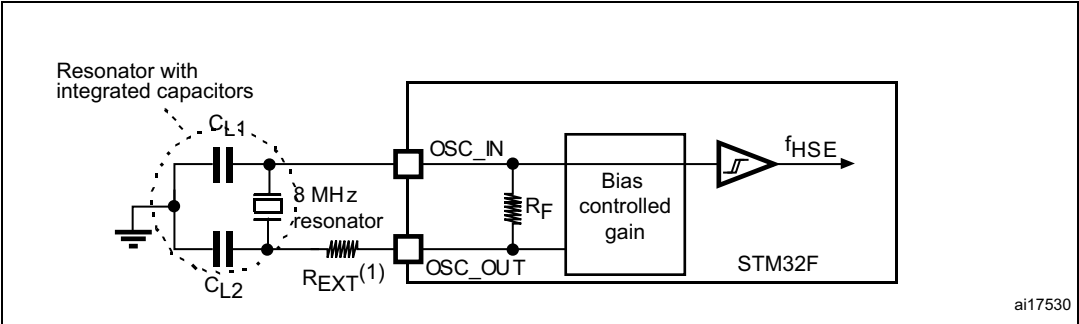 Resonator with
integrated capacitors
CL1
OSC_IN
fHSE
8 MHz
resonator
RF
Bias
controlled
gain
OSC_OUT
STM32F
REXT(1)
CL2
ai17530